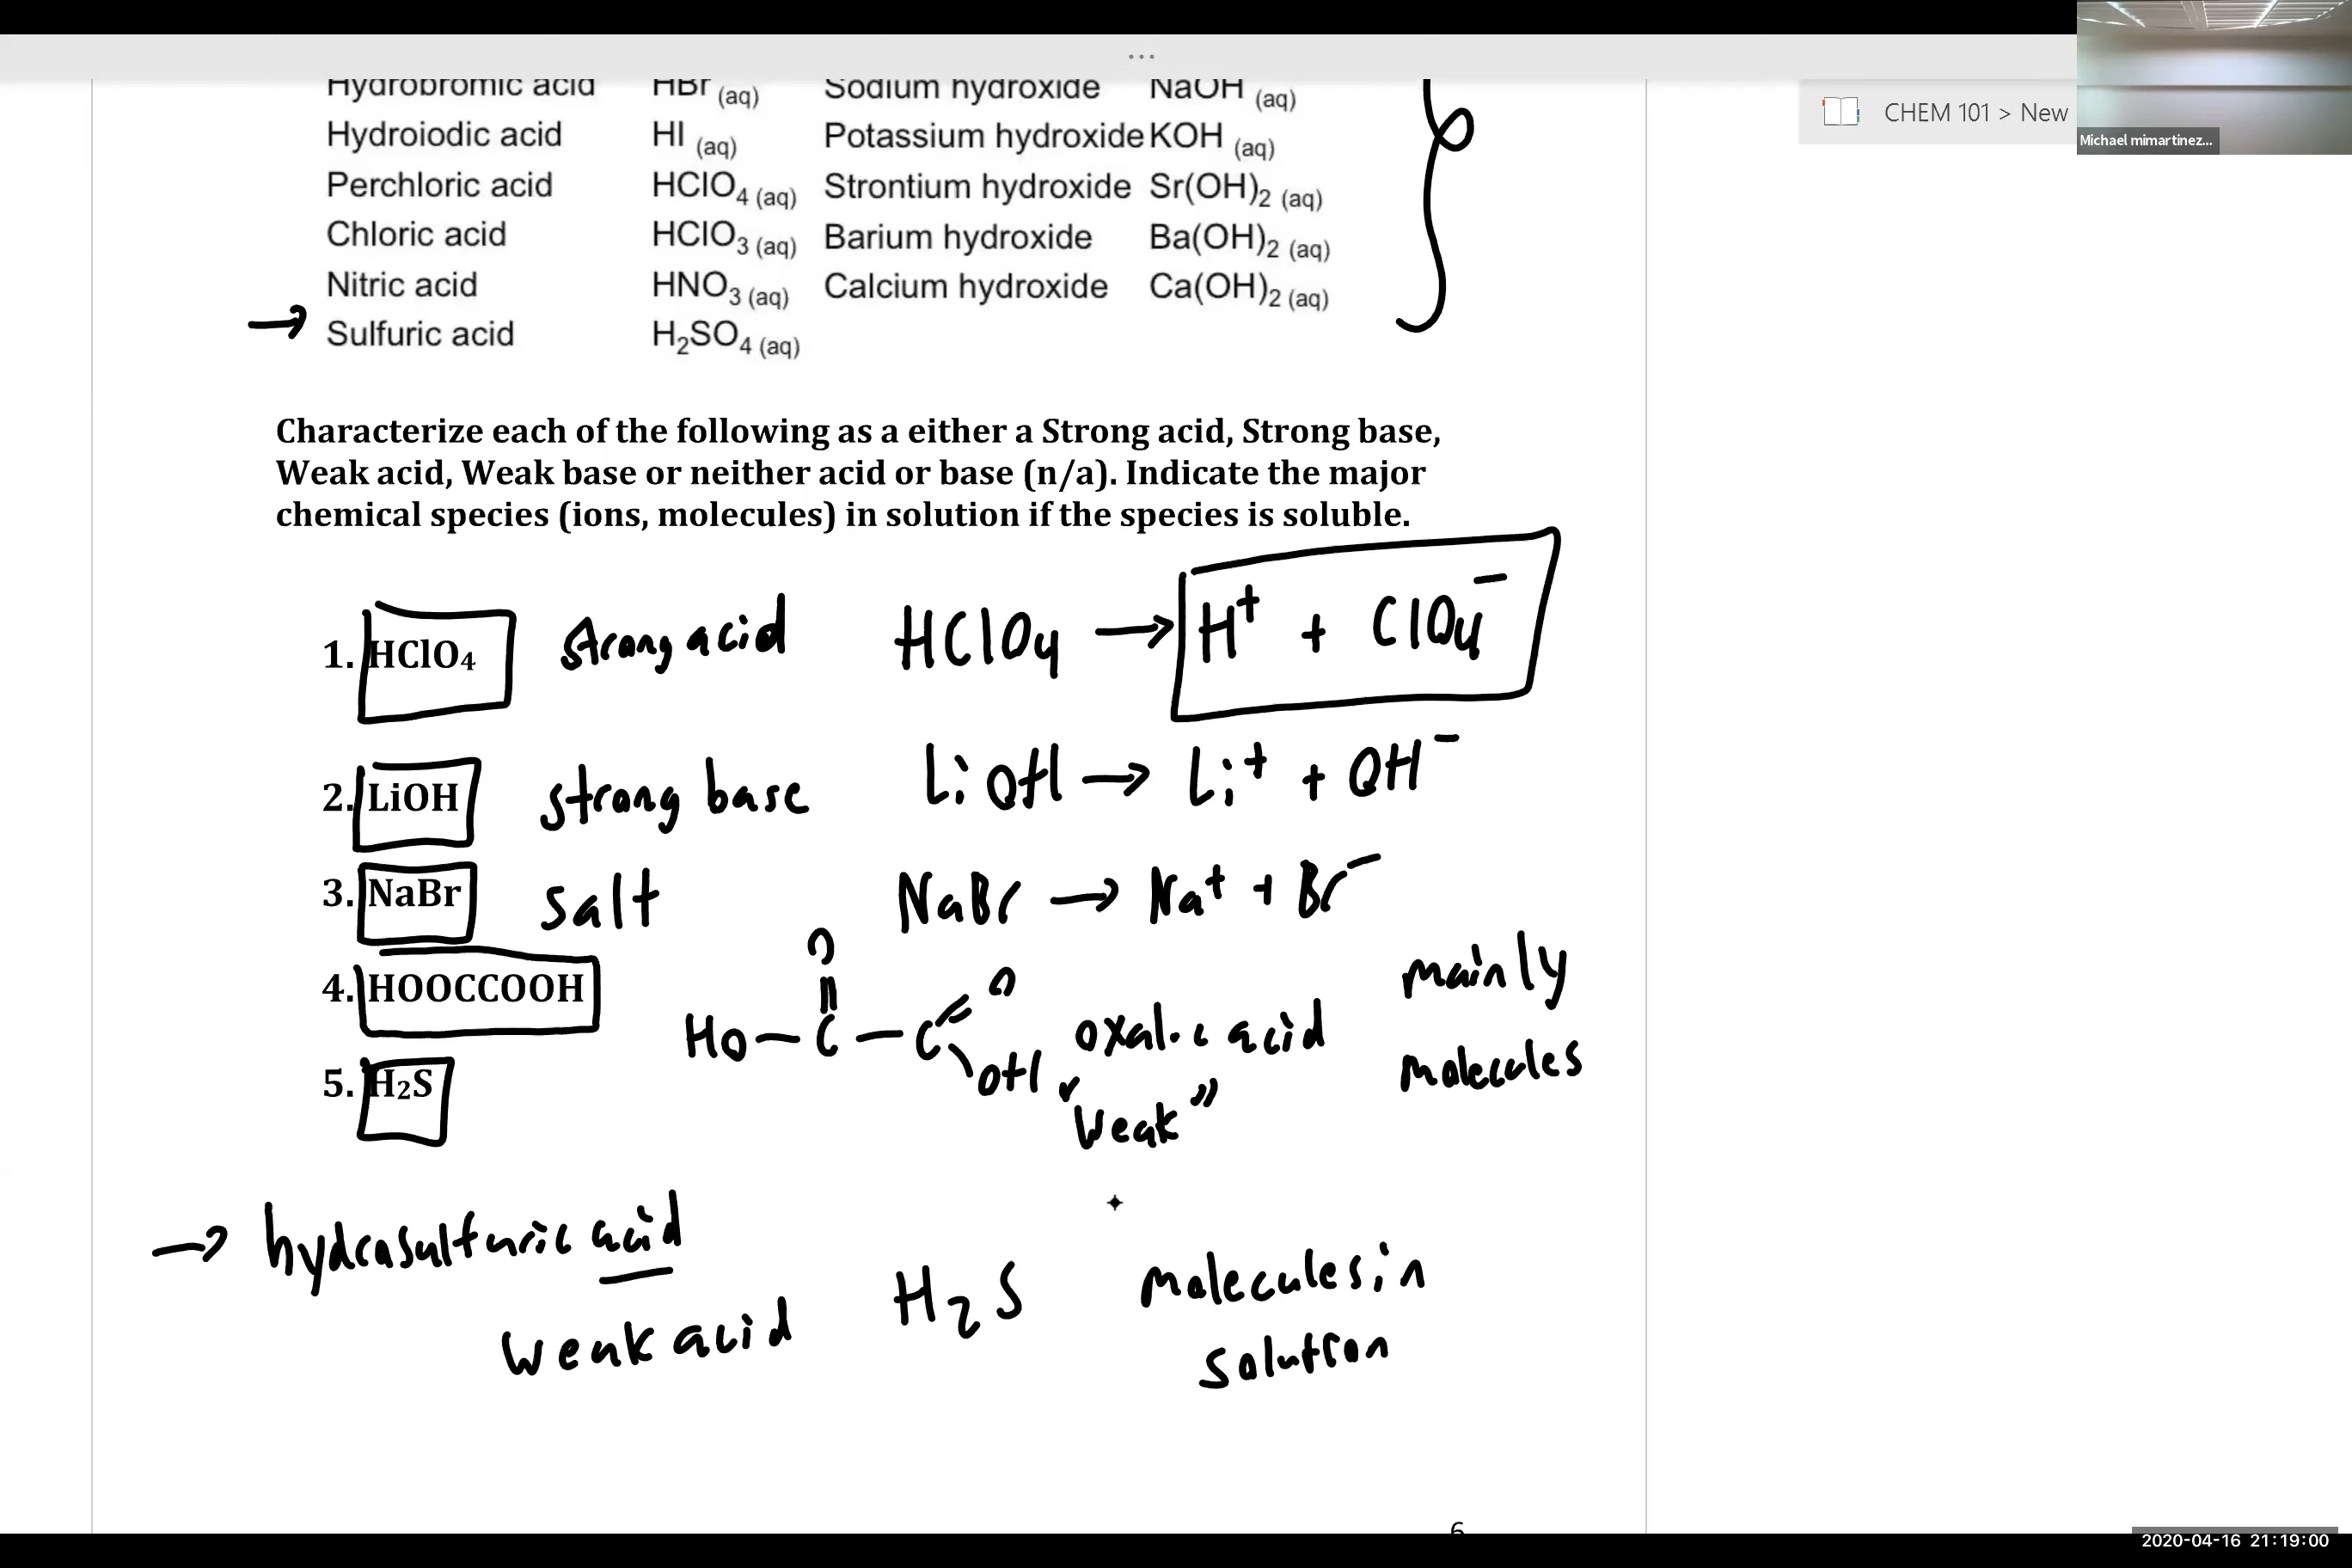 ...
CHEM 101 > New
Michael mimartinez...
Hydrobromic acid HBr (aq) Sodium hydroxide NaOH (aq)
Hydroiodic acid HI (aq) Potassium hydroxide KOH (aq)
Perchloric acid HClO4 (aq) Strontium hydroxide Sr(OH)2 (aq)
Chloric acid HClO3 (aq) Barium hydroxide Ba(OH)2 (aq)
Nitric acid HNO3 (aq) Calcium hydroxide Ca(OH)2 (aq)
→ Sulfuric acid H2SO4 (aq)
Characterize each of the following as a either a Strong acid, Strong base,
Weak acid, Weak base or neither acid or base (n/a). Indicate the major
chemical species (ions, molecules) in solution if the species is soluble.
1. HClO4 strong acid HClO4 → H+ + ClO4−
2. LiOH strong base LiOH → Li+ + OH−
3. NaBr salt NaBr → Na+ + Br−
4. HOOCCOOH HO–C–C O O OH oxalic acid mainly
"weak" molecules
5. H2S
→ hydrosulfuric acid
weak acid H2S molecules in
solution
6
2020-04-16 21:19:00